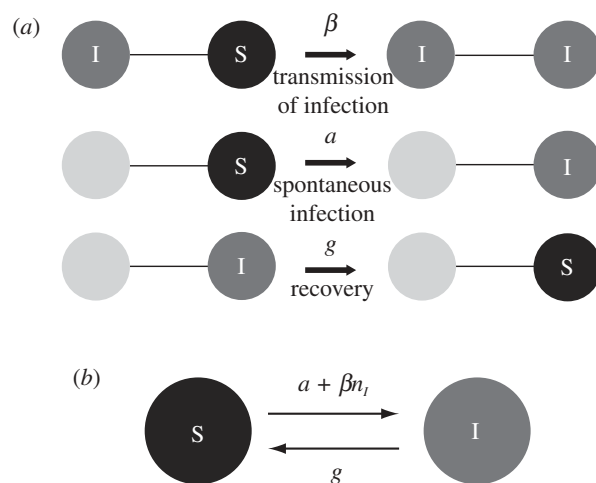 (a)
I S β I I
transmission
of infection
S a I
spontaneous
infection
I g S
recovery
(b)
S a + βn_I I
g